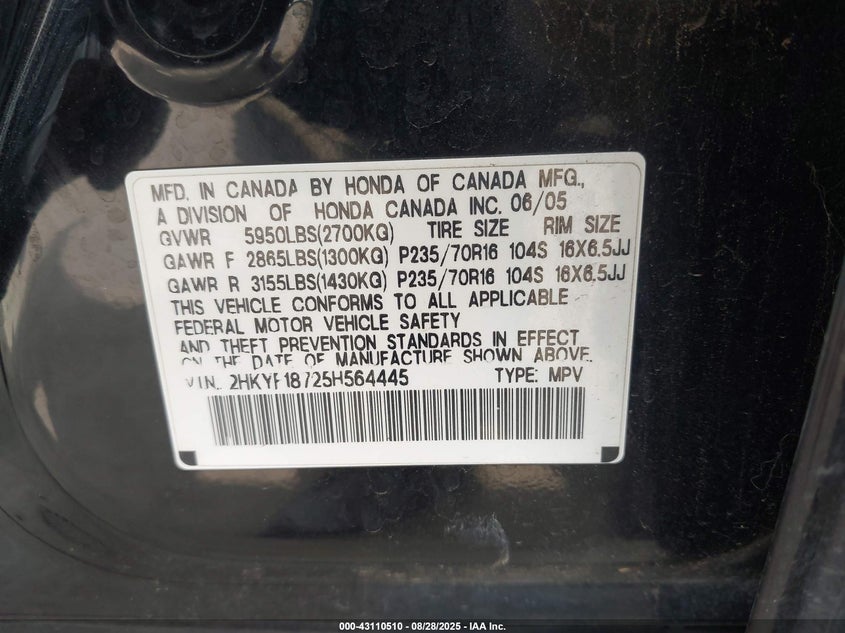 MFD. IN CANADA BY HONDA OF CANADA MFG.,
A DIVISION OF HONDA CANADA INC. 06/05
GVWR 5950LBS(2700KG) TIRE SIZE RIM SIZE
GAWR F 2865LBS(1300KG) P235/70R16 104S 16X6.5JJ
GAWR R 3155LBS(1430KG) P235/70R16 104S 16X6.5JJ
THIS VEHICLE CONFORMS TO ALL APPLICABLE
FEDERAL MOTOR VEHICLE SAFETY
AND THEFT PREVENTION STANDARDS IN EFFECT
ON THE DATE OF MANUFACTURE SHOWN ABOVE.
VIN: 2HKYF18725H564445 TYPE: MPV
000-43110510 - 08/28/2025 - IAA Inc.